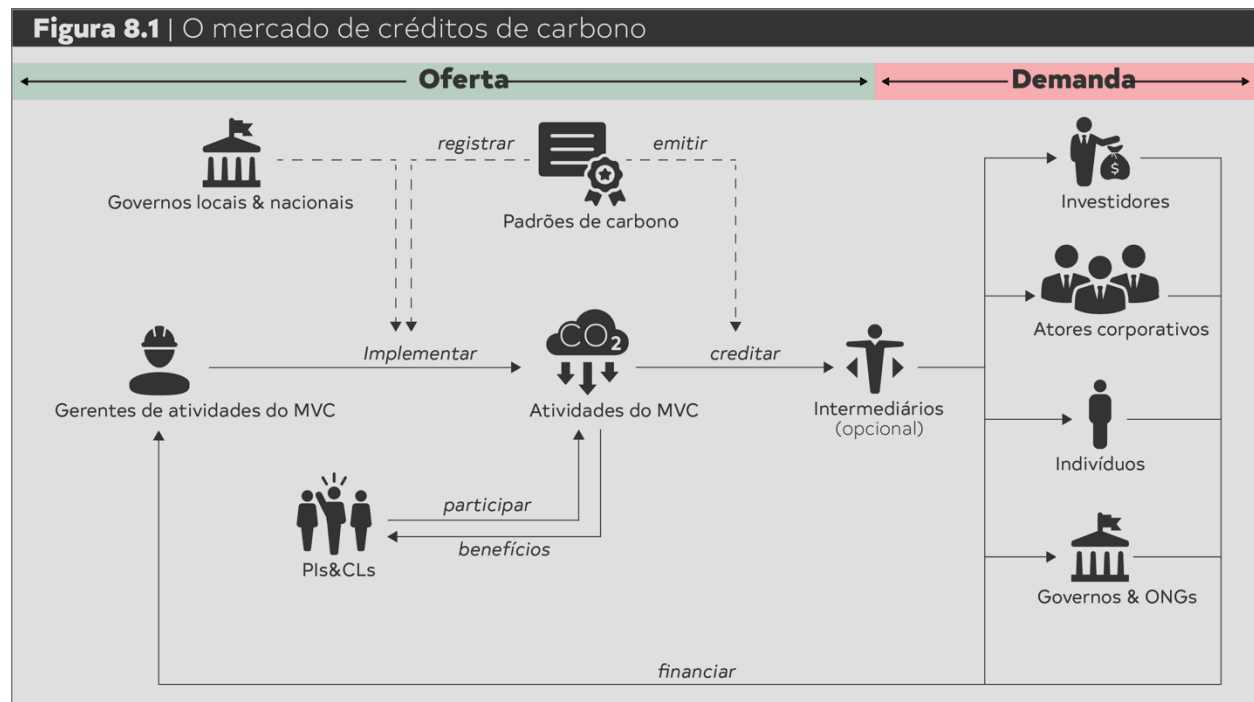 Figura 8.1 | O mercado de créditos de carbono
Oferta
Demanda
registrar
emitir
Governos locais & nacionais
Padrões de carbono
Investidores
$
Atores corporativos
Implementar
CO2
creditar
Gerentes de atividades do MVC
Atividades do MVC
Intermediários
(opcional)
Indivíduos
participar
benefícios
PIs&CLs
Governos & ONGs
financiar